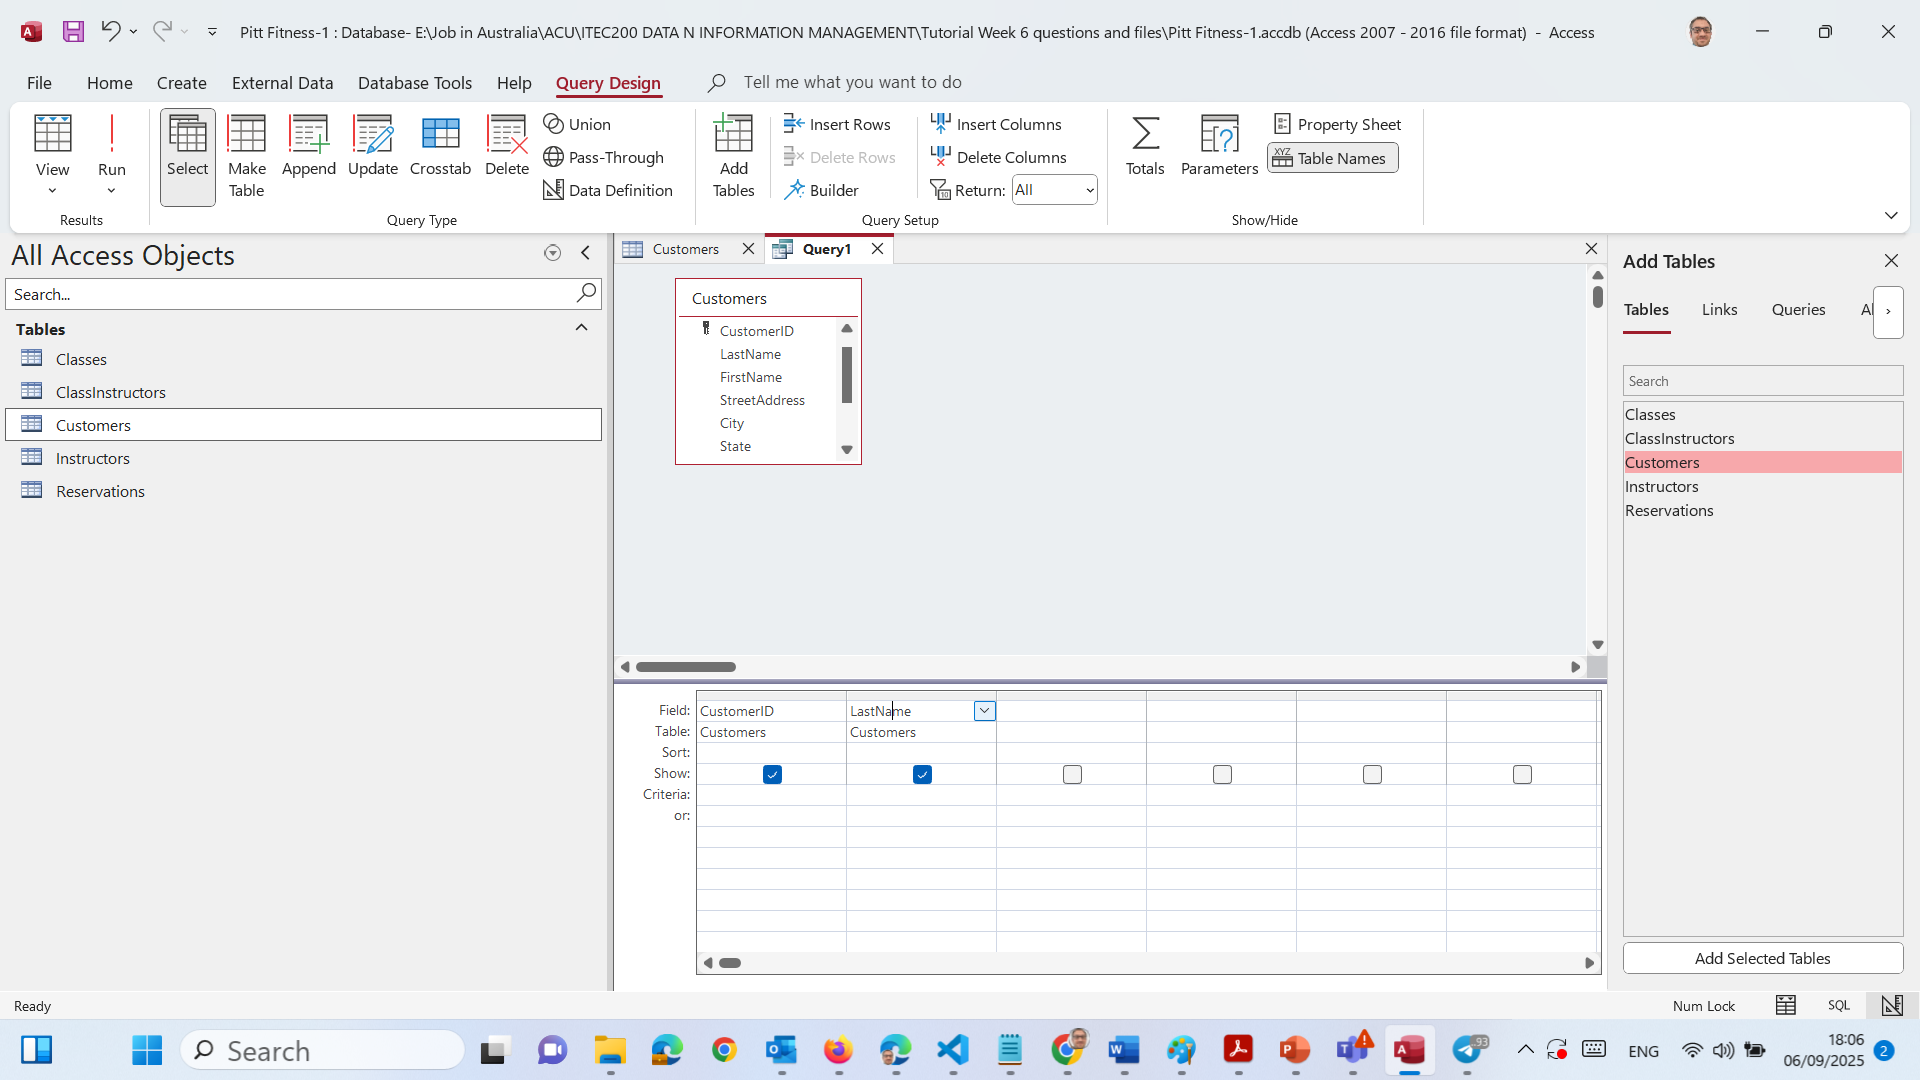 Pitt Fitness-1 : Database- E:\Job in Australia\ACU\ITEC200 DATA N INFORMATION MANAGEMENT\Tutorial Week 6 questions and files\Pitt Fitness-1.accdb (Access 2007 - 2016 file format) - Access
File Home Create External Data Database Tools Help Query Design Tell me what you want to do
View
Run
Select
Make Table
Append
Update
Crosstab
Delete
Union
Pass-Through
Data Definition
Add Tables
Insert Rows
Delete Rows
Builder
Insert Columns
Delete Columns
Return: All
Totals
Parameters
Property Sheet
XYZ Table Names
Results
Query Type
Query Setup
Show/Hide
All Access Objects
Search...
Tables
Classes
ClassInstructors
Customers
Instructors
Reservations
Customers
Query1
Customers
CustomerID
LastName
FirstName
StreetAddress
City
State
Field: CustomerID LastName
Table: Customers Customers
Sort:
Show:
Criteria:
or:
Add Tables
Tables Links Queries Al
Search
Classes
ClassInstructors
Customers
Instructors
Reservations
Add Selected Tables
Ready
Num Lock
SQL
Search
.93
ENG
18:06
06/09/2025
2